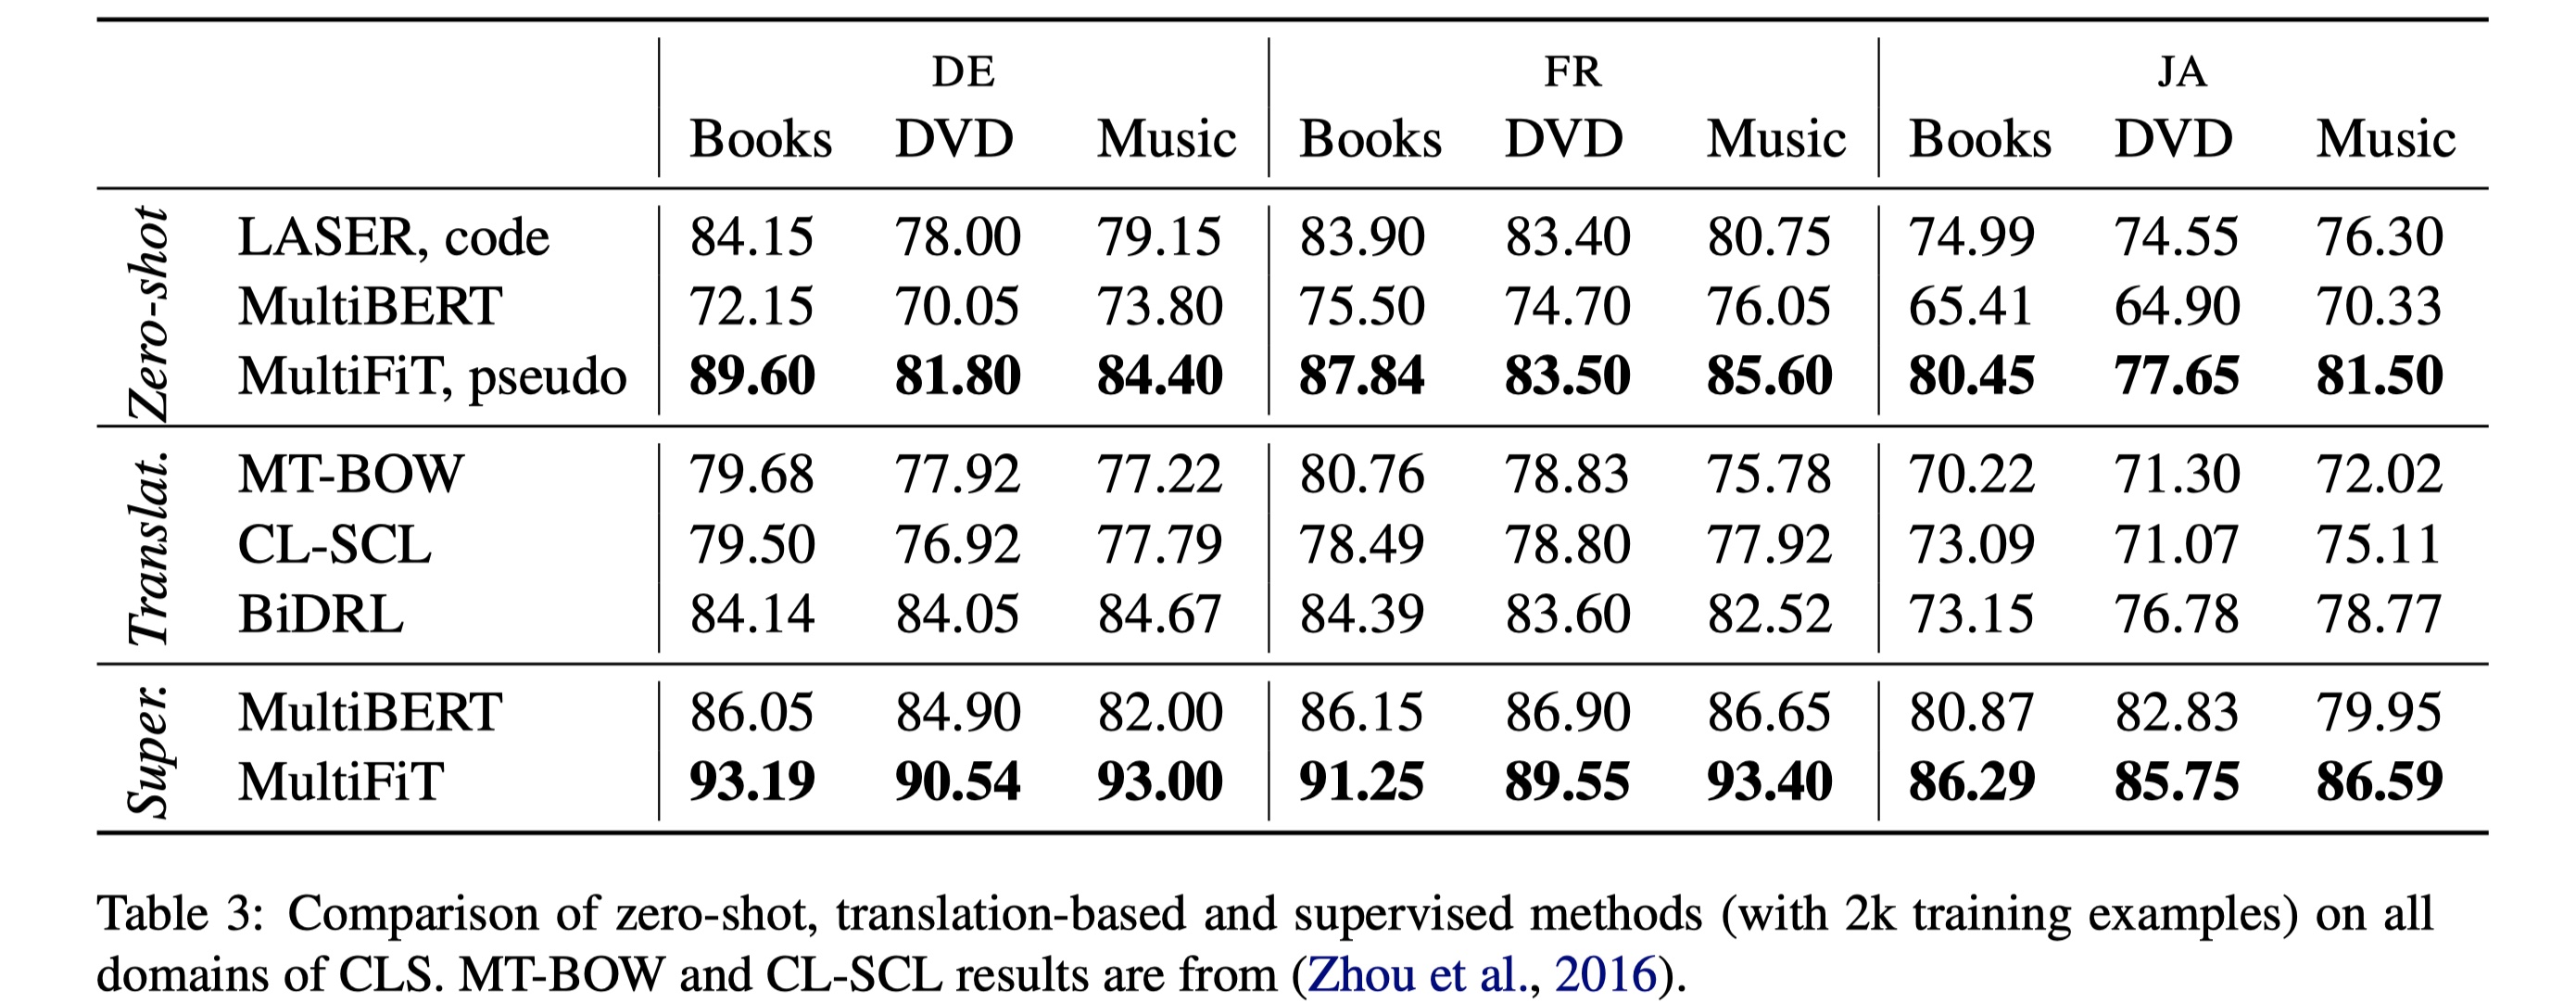 DE FR JA
Books DVD Music Books DVD Music Books DVD Music
Zero-shot
LASER, code 84.15 78.00 79.15 83.90 83.40 80.75 74.99 74.55 76.30
MultiBERT 72.15 70.05 73.80 75.50 74.70 76.05 65.41 64.90 70.33
MultiFiT, pseudo 89.60 81.80 84.40 87.84 83.50 85.60 80.45 77.65 81.50
Translat.
MT-BOW 79.68 77.92 77.22 80.76 78.83 75.78 70.22 71.30 72.02
CL-SCL 79.50 76.92 77.79 78.49 78.80 77.92 73.09 71.07 75.11
BiDRL 84.14 84.05 84.67 84.39 83.60 82.52 73.15 76.78 78.77
Super.
MultiBERT 86.05 84.90 82.00 86.15 86.90 86.65 80.87 82.83 79.95
MultiFiT 93.19 90.54 93.00 91.25 89.55 93.40 86.29 85.75 86.59
Table 3: Comparison of zero-shot, translation-based and supervised methods (with 2k training examples) on all
domains of CLS. MT-BOW and CL-SCL results are from (Zhou et al., 2016).